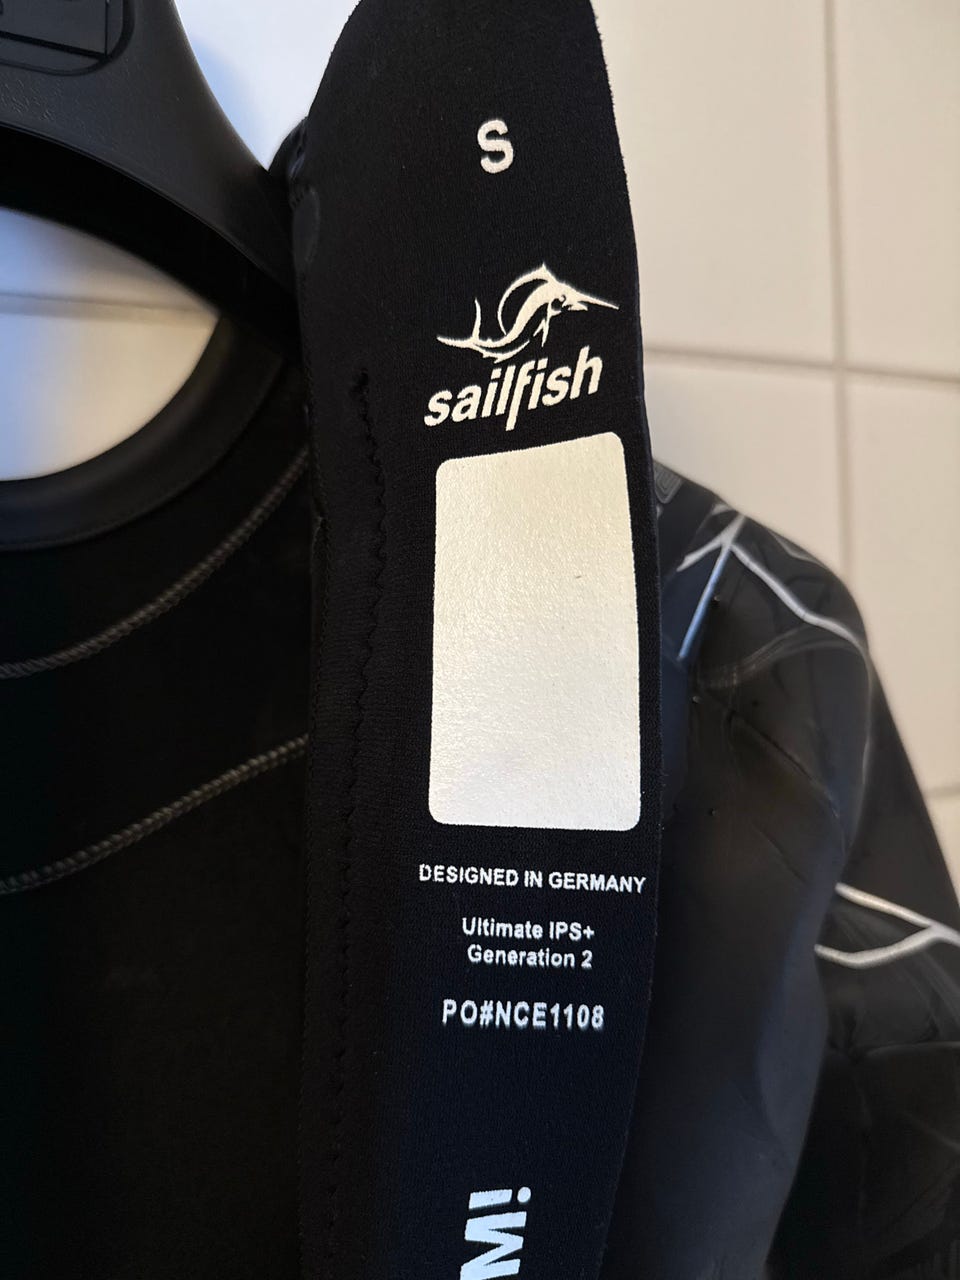 S
sailfish
DESIGNED IN GERMANY
Ultimate IPS+
Generation 2
PO#NCE1108